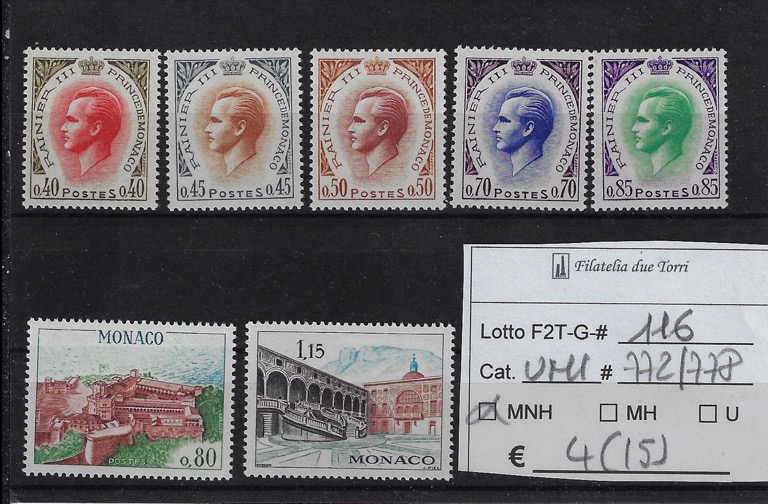 RAINIER III PRINCE DE MONACO
0,40 POSTES 0,40
RAINIER III PRINCE DE MONACO
0,45 POSTES 0,45
RAINIER III PRINCE DE MONACO
0,50 POSTES 0,50
RAINIER III PRINCE DE MONACO
0,70 POSTES 0,70
RAINIER III PRINCE DE MONACO
0,85 POSTES 0,85
MONACO
POSTES 0,80
1,15
MONACO
Filatelia due Torri
Lotto F2T-G-# 116
Cat. # 772/778
MNH MH U
€ 4 (15)